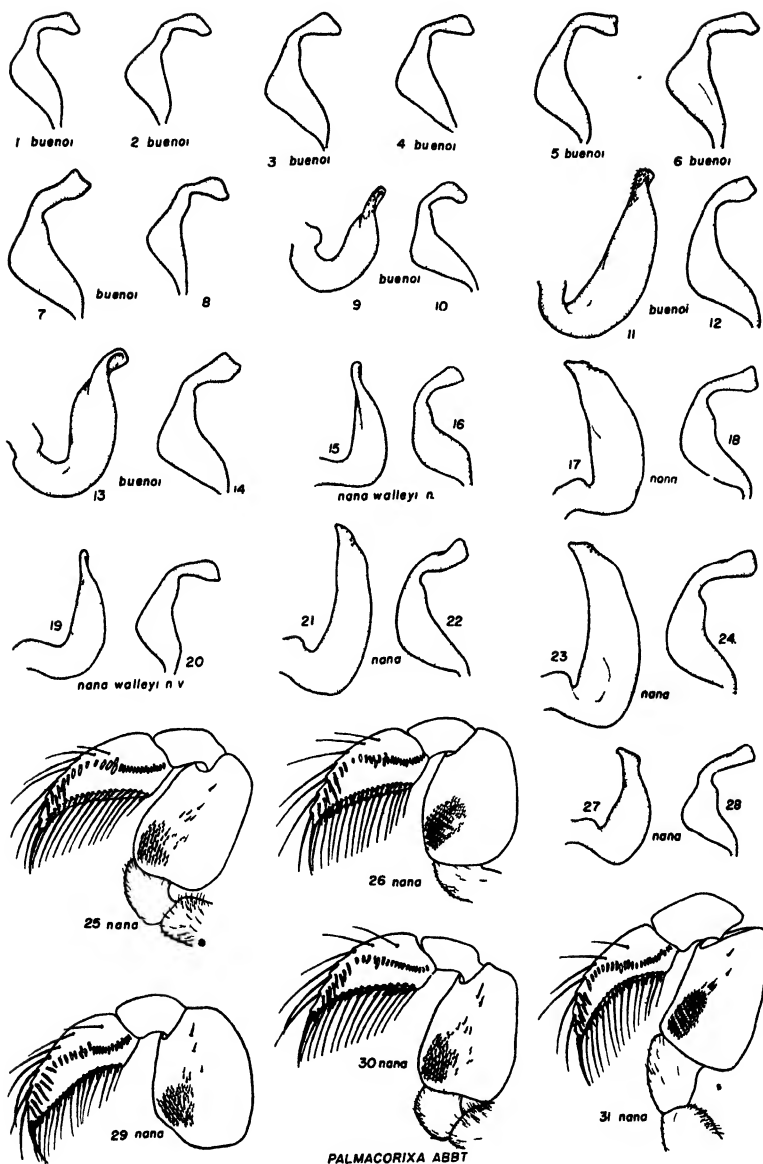 1 buenoi
2 buenoi
3 buenoi
4 buenoi
5 buenoi
6 buenoi
7 buenoi 8
9 buenoi 10
11 buenoi 12
13 buenoi 14
15 16
nana walleyi n.
17 nana 18
19 20
nana walleyi n v
21 nana 22
23 nana 24.
25 nana
26 nana
27 nana 28
29 nana
30 nana
31 nana
PALMACORIXA ABBT